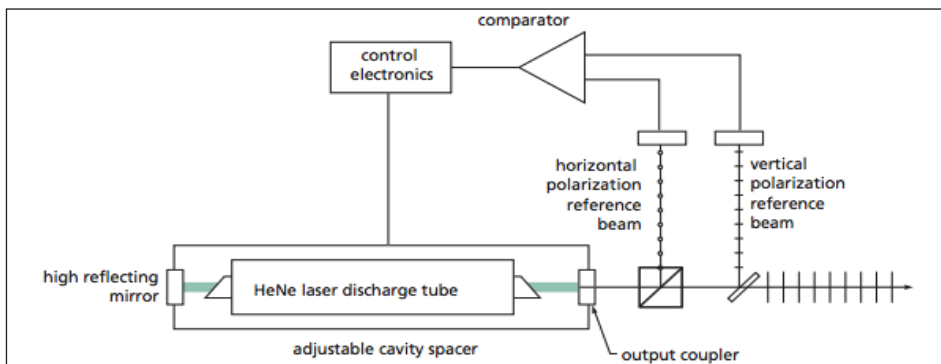 comparator
control
electronics
horizontal
polarization
reference
beam
vertical
polarization
reference
beam
high reflecting
mirror
HeNe laser discharge tube
adjustable cavity spacer
output coupler